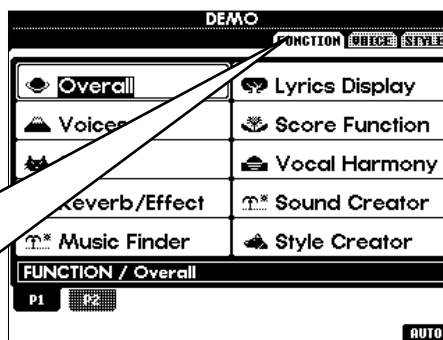 DEMO
FUNCTION VOICE STYLE
Overall
Lyrics Display
Voices
Score Function
Vocal Harmony
Reverb/Effect
Sound Creator
Music Finder
Style Creator
FUNCTION / Overall
P1 P2
AUTO